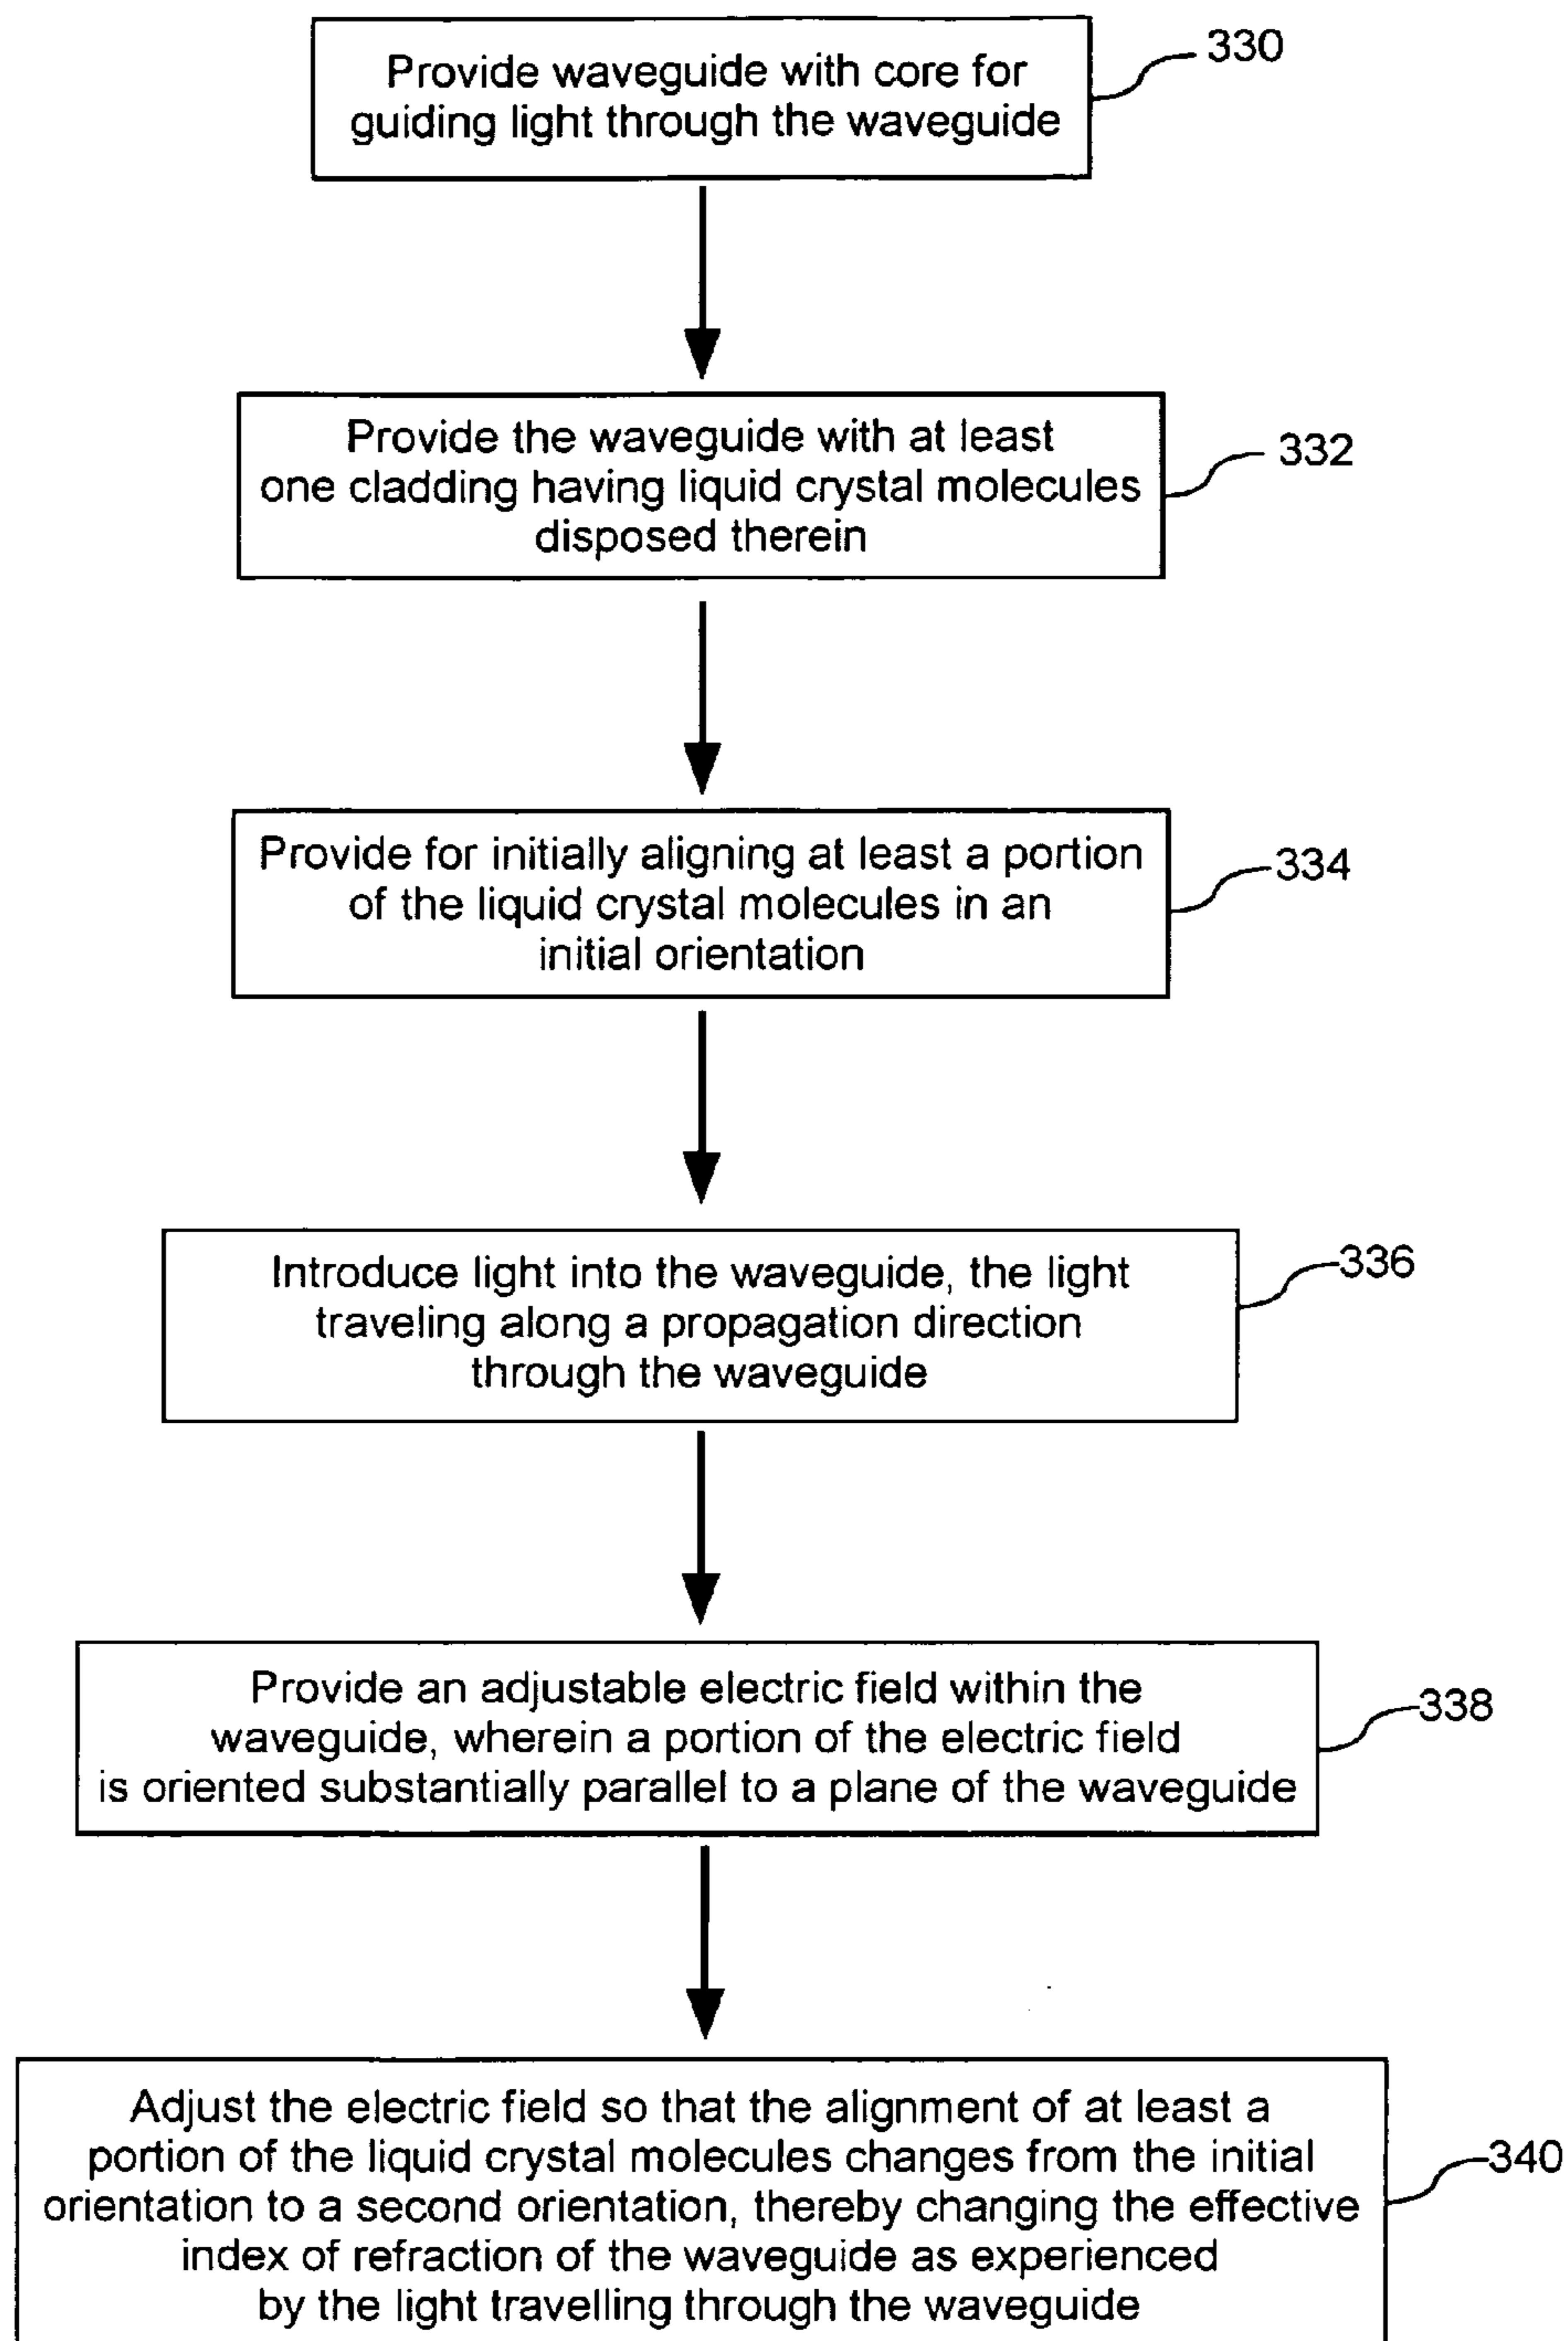 Provide waveguide with core for
guiding light through the waveguide
330
Provide the waveguide with at least
one cladding having liquid crystal molecules
disposed therein
332
Provide for initially aligning at least a portion
of the liquid crystal molecules in an
initial orientation
334
Introduce light into the waveguide, the light
traveling along a propagation direction
through the waveguide
336
Provide an adjustable electric field within the
waveguide, wherein a portion of the electric field
is oriented substantially parallel to a plane of the waveguide
338
Adjust the electric field so that the alignment of at least a
portion of the liquid crystal molecules changes from the initial
orientation to a second orientation, thereby changing the effective
index of refraction of the waveguide as experienced
by the light travelling through the waveguide
340